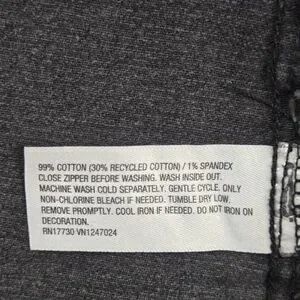 99% COTTON (30% RECYCLED COTTON) / 1% SPANDEX
CLOSE ZIPPER BEFORE WASHING. WASH INSIDE OUT.
MACHINE WASH COLD SEPARATELY. GENTLE CYCLE. ONLY
NON-CHLORINE BLEACH IF NEEDED. TUMBLE DRY LOW.
REMOVE PROMPTLY. COOL IRON IF NEEDED. DO NOT IRON ON
DECORATION.
RN17730 VN1247024